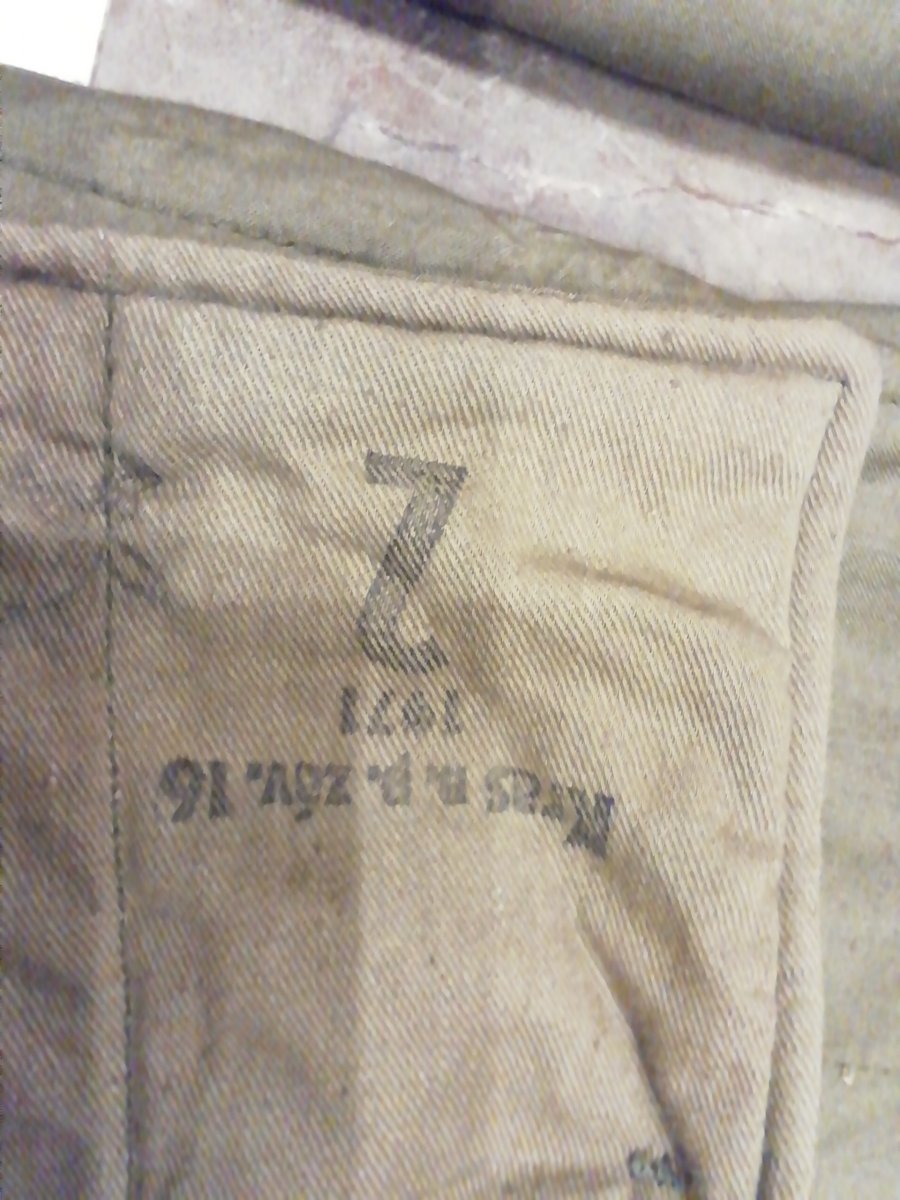 Kras n. p. záv. 16
1971
2